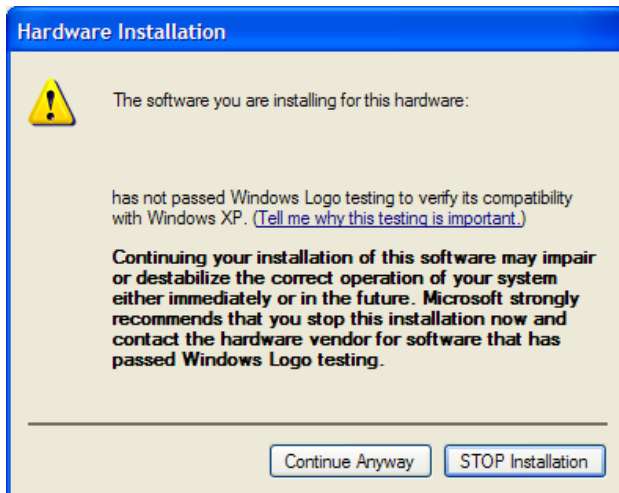 Hardware Installation
The software you are installing for this hardware:
has not passed Windows Logo testing to verify its compatibility
with Windows XP. (Tell me why this testing is important.)
Continuing your installation of this software may impair
or destabilize the correct operation of your system
either immediately or in the future. Microsoft strongly
recommends that you stop this installation now and
contact the hardware vendor for software that has
passed Windows Logo testing.
Continue Anyway
STOP Installation